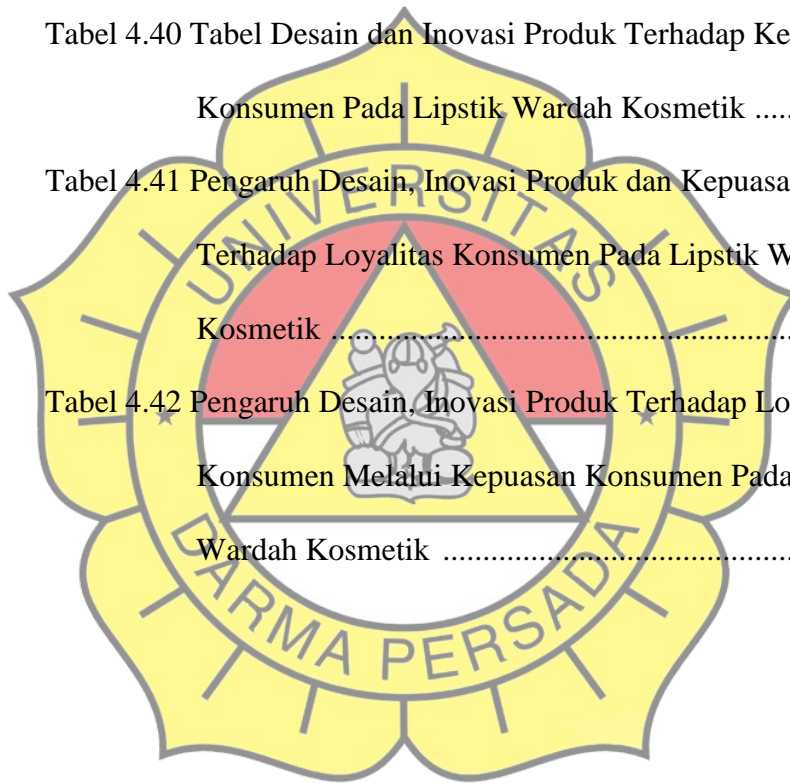 Tabel 4.40 Tabel Desain dan Inovasi Produk Terhadap Ke
Konsumen Pada Lipstik Wardah Kosmetik .....
Tabel 4.41 Pengaruh Desain, Inovasi Produk dan Kepuasa
Terhadap Loyalitas Konsumen Pada Lipstik W
Kosmetik ..........................................................
Tabel 4.42 Pengaruh Desain, Inovasi Produk Terhadap Lo
Konsumen Melalui Kepuasan Konsumen Pada
Wardah Kosmetik ............................................
UNIVERSITAS
DARMA PERSADA